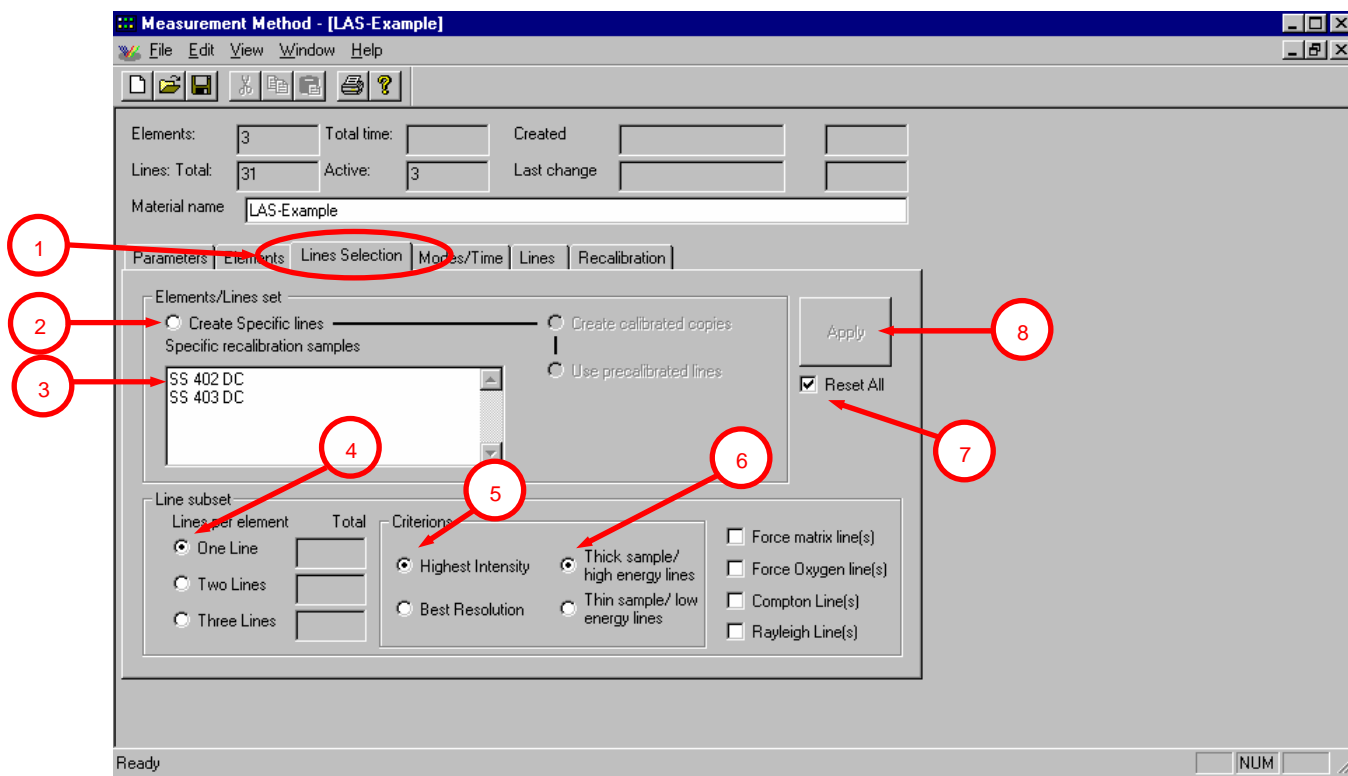 Measurement Method - [LAS-Example]
File Edit View Window Help
Elements: 3 Total time: Created
Lines: Total: 31 Active: 3 Last change
Material name LAS-Example
1
Parameters Elements Lines Selection Modes/Time Lines Recalibration
Elements/Lines set
2
Create Specific lines Create calibrated copies
Apply
8
Specific recalibration samples
Use precalibrated lines
3
SS 402 DC
SS 403 DC
Reset All
4
5
6
7
Line subset
Lines per element Total Criterions
One Line
Two Lines
Three Lines
Highest Intensity
Best Resolution
Thick sample/
high energy lines
Thin sample/ low
energy lines
Force matrix line(s)
Force Oxygen line(s)
Compton Line(s)
Rayleigh Line(s)
Ready NUM